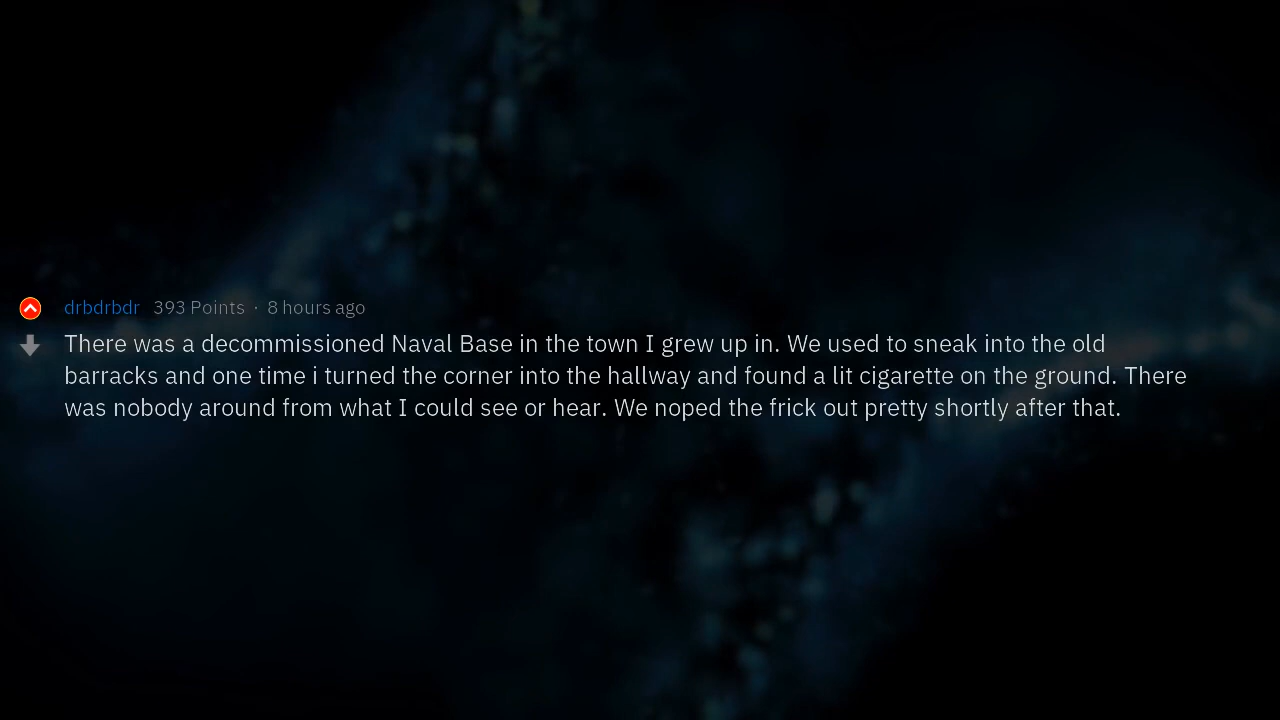 drbdrbdr 393 Points · 8 hours ago
There was a decommissioned Naval Base in the town I grew up in. We used to sneak into the old
barracks and one time i turned the corner into the hallway and found a lit cigarette on the ground. There
was nobody around from what I could see or hear. We noped the frick out pretty shortly after that.